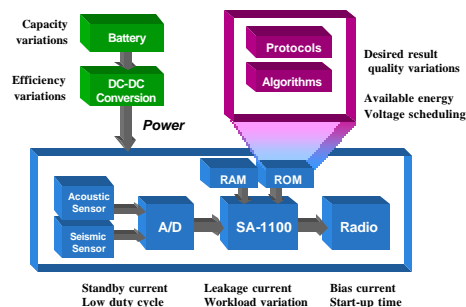 Capacity
variations
Battery
Efficiency
variations
DC-DC
Conversion
Power
Protocols
Algorithms
Desired result
quality variations
Available energy
Voltage scheduling
RAM
ROM
Acoustic
Sensor
Seismic
Sensor
A/D
SA-1100
Radio
Standby current
Low duty cycle
Leakage current
Workload variation
Bias current
Start-up time